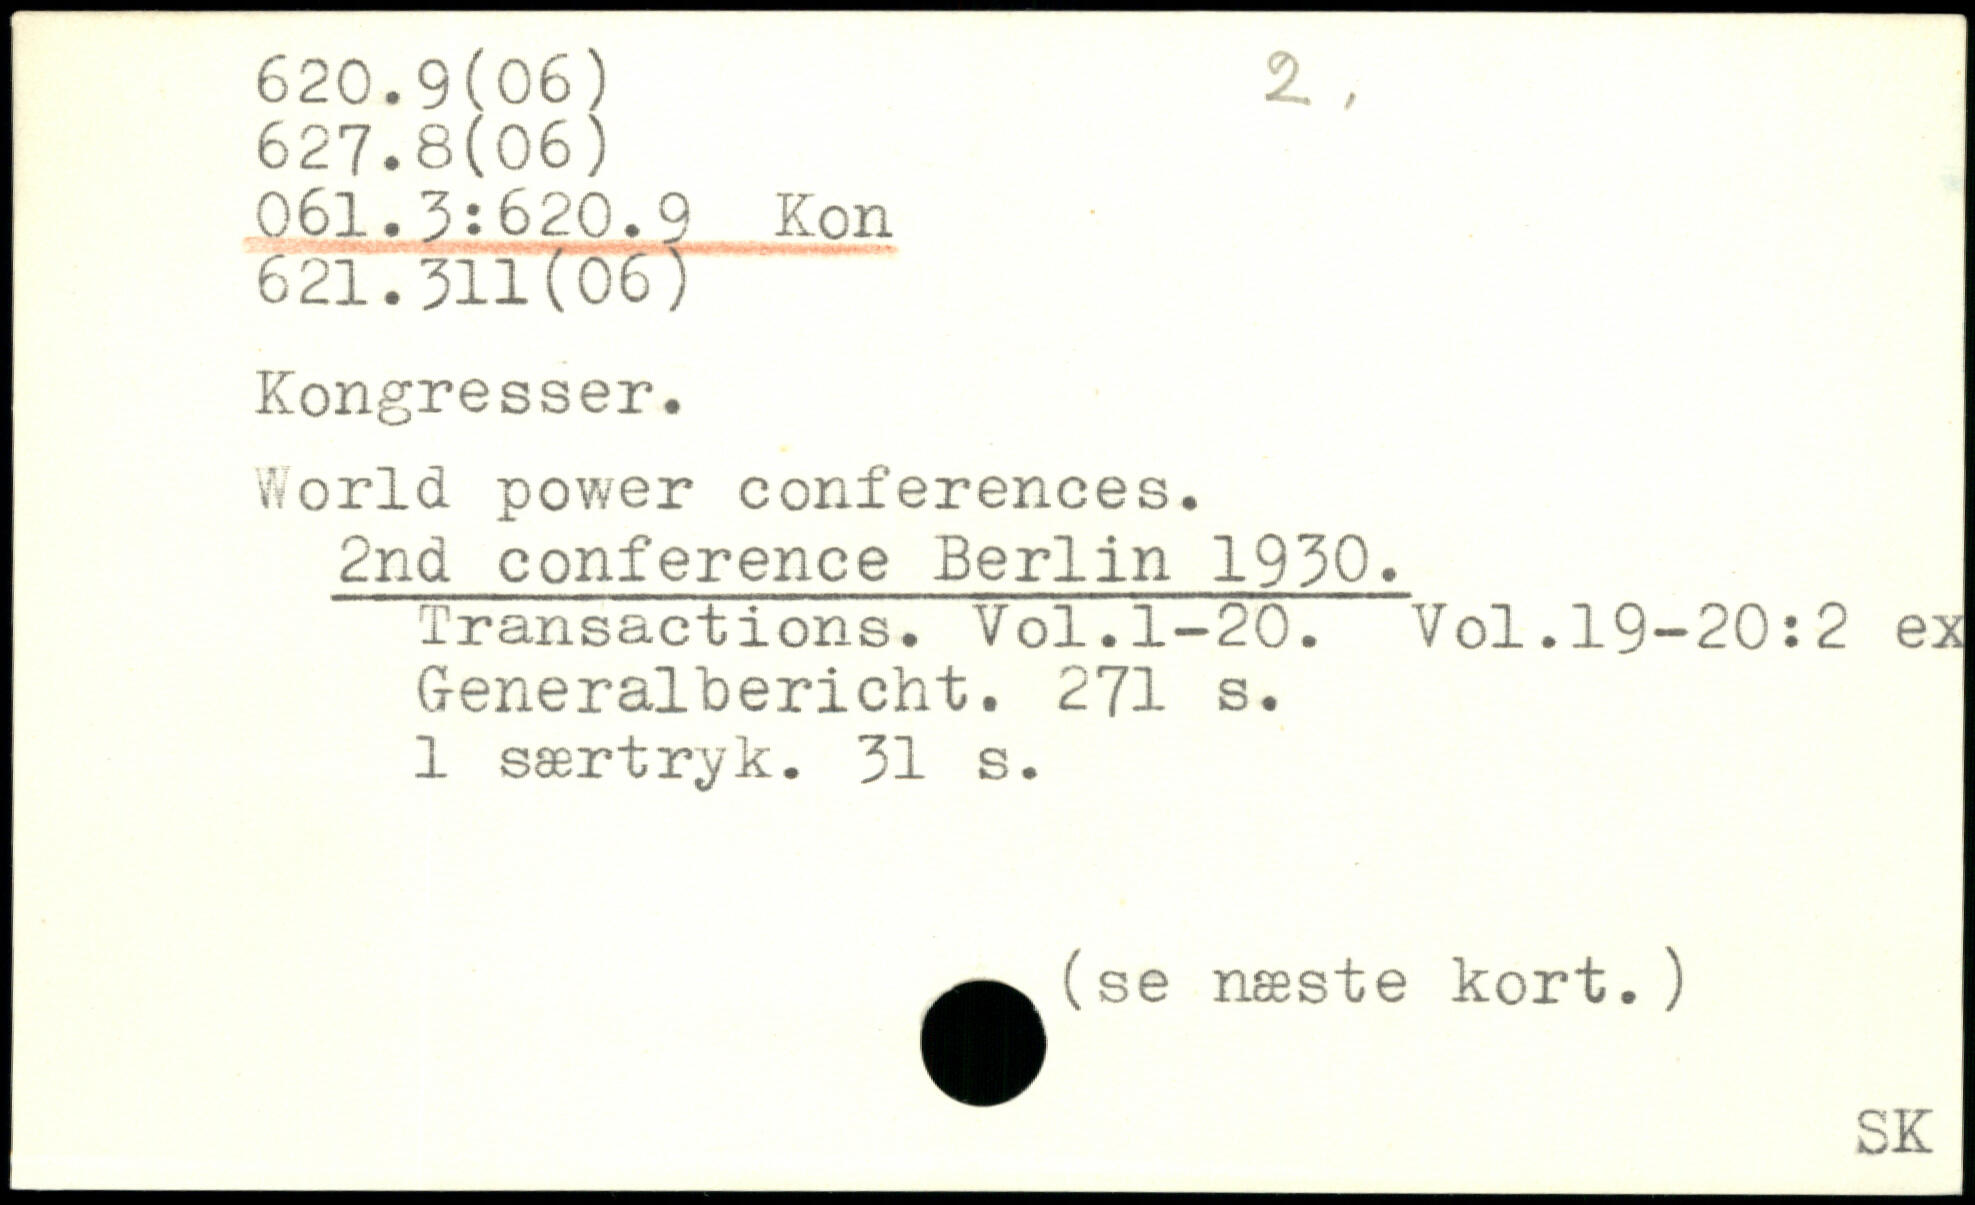 620.9(06) 2.
627.8(06)
061.3:620.9 Kon
621.311(06)
Kongresser.
World power conferences.
2nd conference Berlin 1930.
Transactions. Vol.1-20. Vol.19-20:2 ex
Generalbericht. 271 s.
1 særtryk. 31 s.
(se næste kort.)
SK